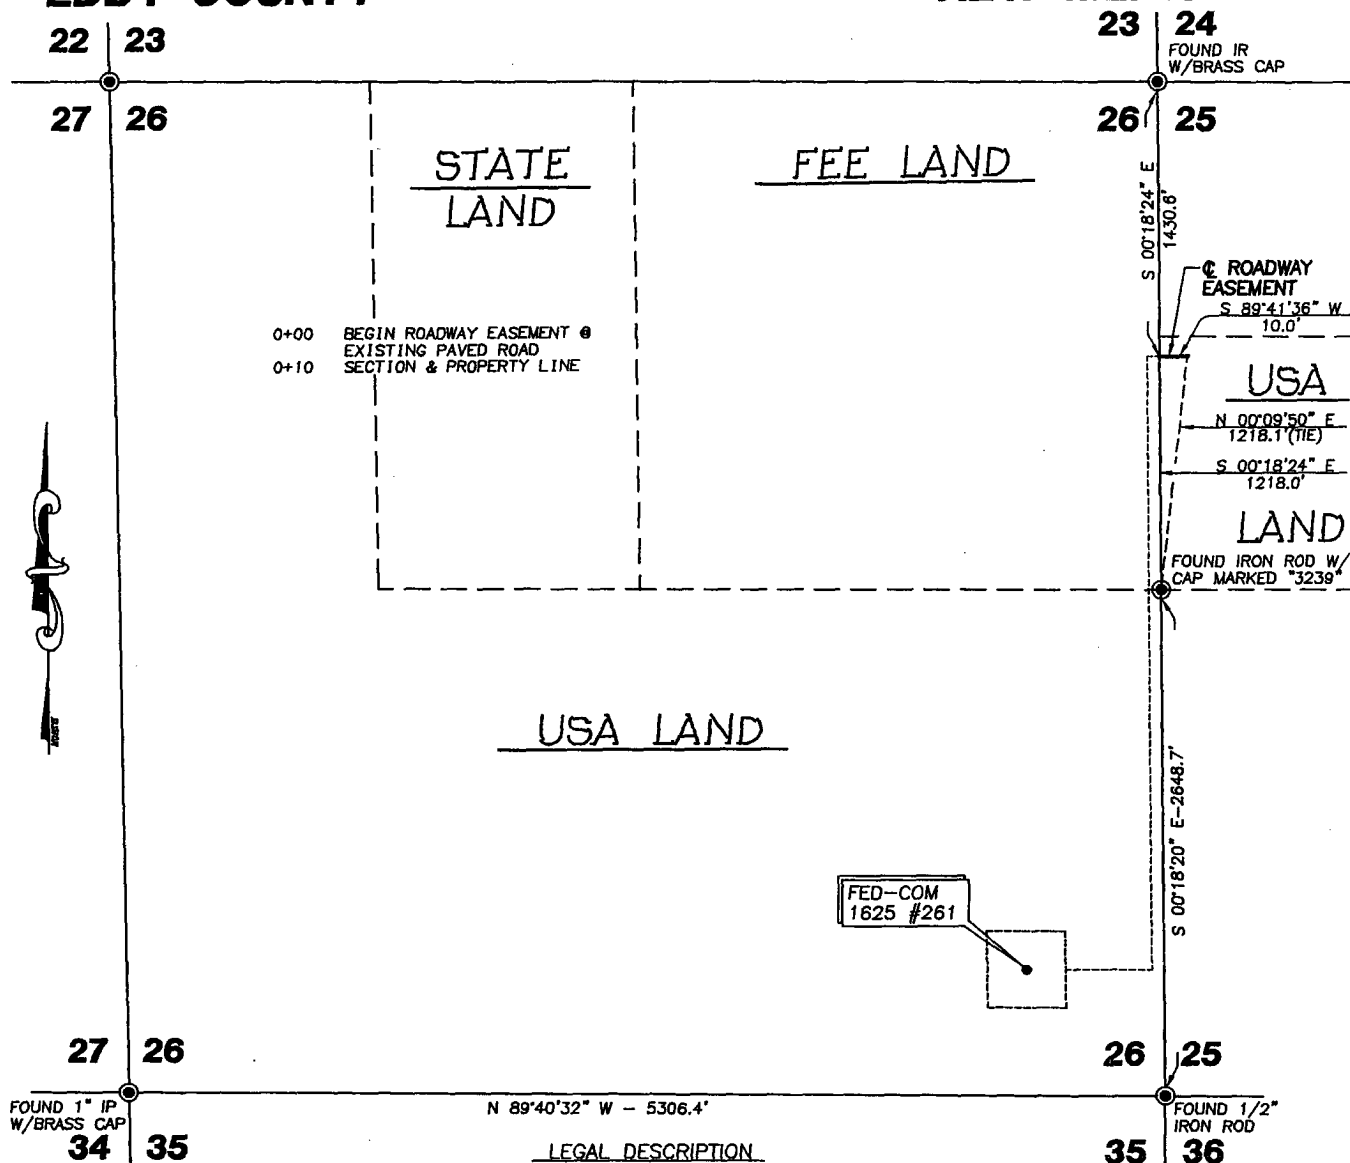 EDDY COUNTY
22 23
23 24
FOUND IR
W/BRASS CAP
27 26
26 25
STATE
LAND
FEE LAND
S 00°18'24" E
1430.6'
℄ ROADWAY
EASEMENT
S 89°41'36" W
10.0'
0+00 BEGIN ROADWAY EASEMENT @
EXISTING PAVED ROAD
0+10 SECTION & PROPERTY LINE
USA
N 00°09'50" E
1218.1'(TIE)
S 00°18'24" E
1218.0'
LAND
FOUND IRON ROD W/
CAP MARKED "3239"
USA LAND
S 00°18'20" E-2648.7'
FED-COM
1625 #261
27 26
26 25
FOUND 1" IP
W/BRASS CAP
N 89°40'32" W - 5306.4'
FOUND 1/2"
IRON ROD
34 35
LEGAL DESCRIPTION
35 36